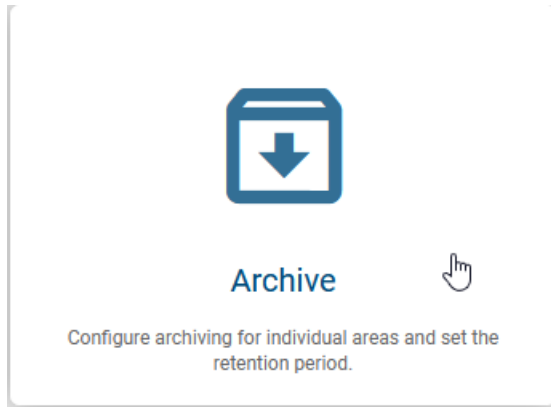 Archive
Configure archiving for individual areas and set the
retention period.